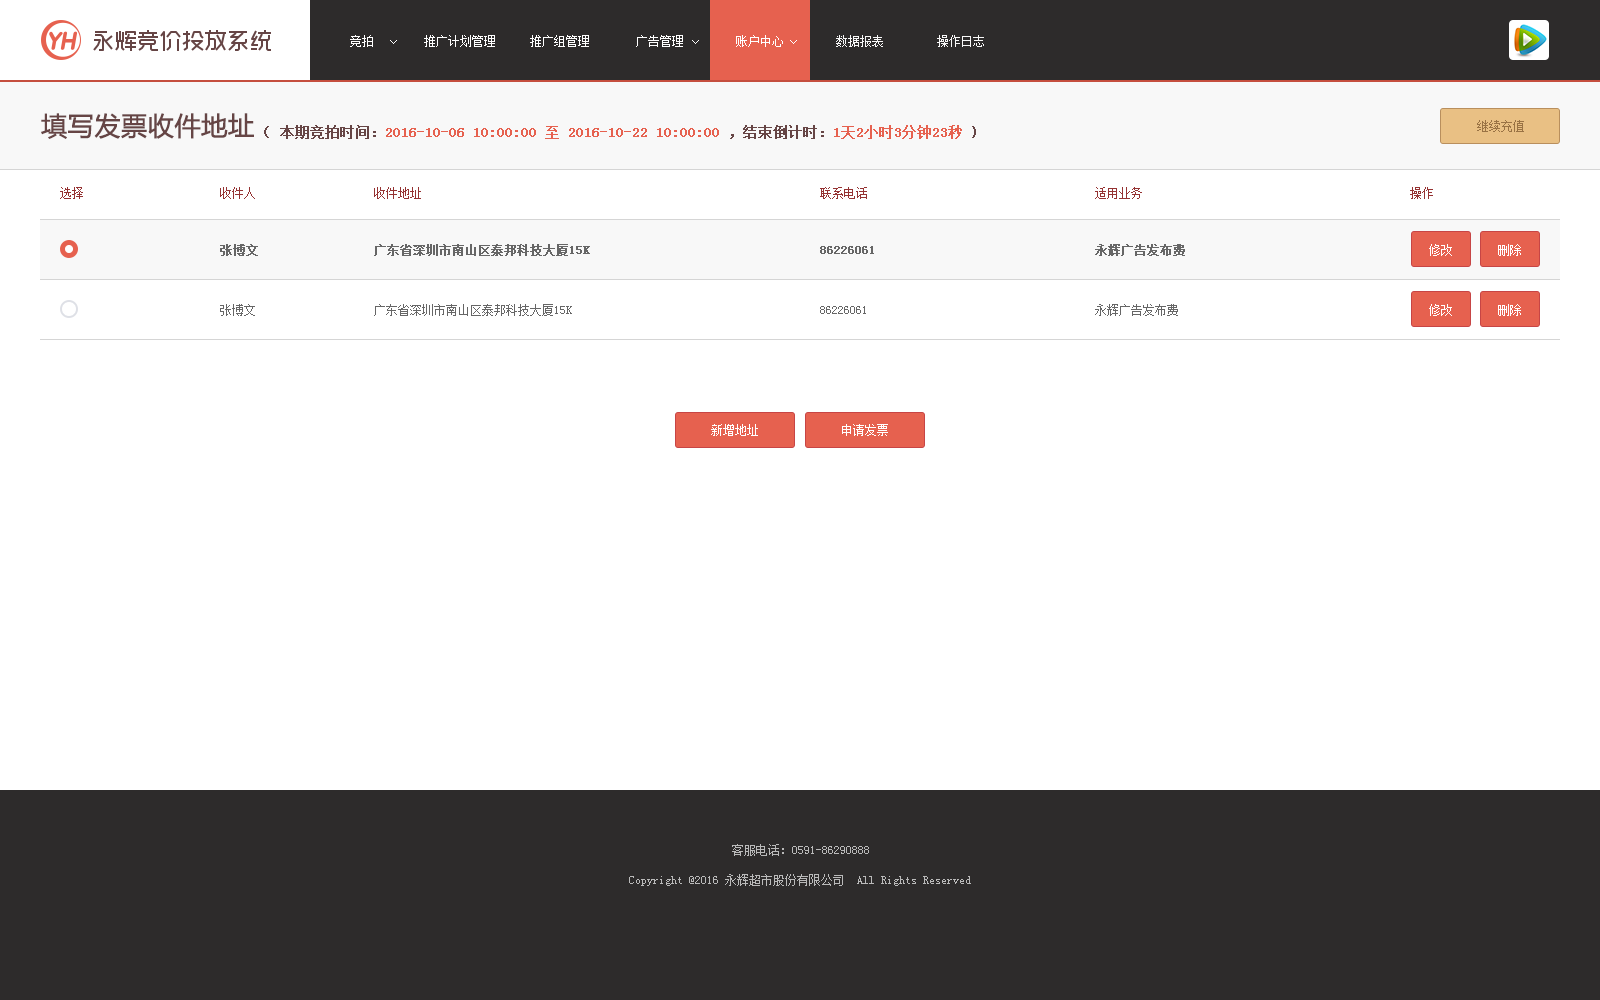 YH 永辉竞价投放系统 竞拍 推广计划管理 推广组管理 广告管理 账户中心 数据报表 操作日志
填写发票收件地址 （ 本期竞拍时间：2016-10-06 10:00:00 至 2016-10-22 10:00:00 ，结束倒计时：1天2小时3分钟23秒 ） 继续充值
选择 收件人 收件地址 联系电话 适用业务 操作
张博文 广东省深圳市南山区泰邦科技大厦15K 86226061 永辉广告发布费 修改 删除
张博文 广东省深圳市南山区泰邦科技大厦15K 86226061 永辉广告发布费 修改 删除
新增地址 申请发票
客服电话：0591-86290888
Copyright @2016 永辉超市股份有限公司 All Rights Reserved